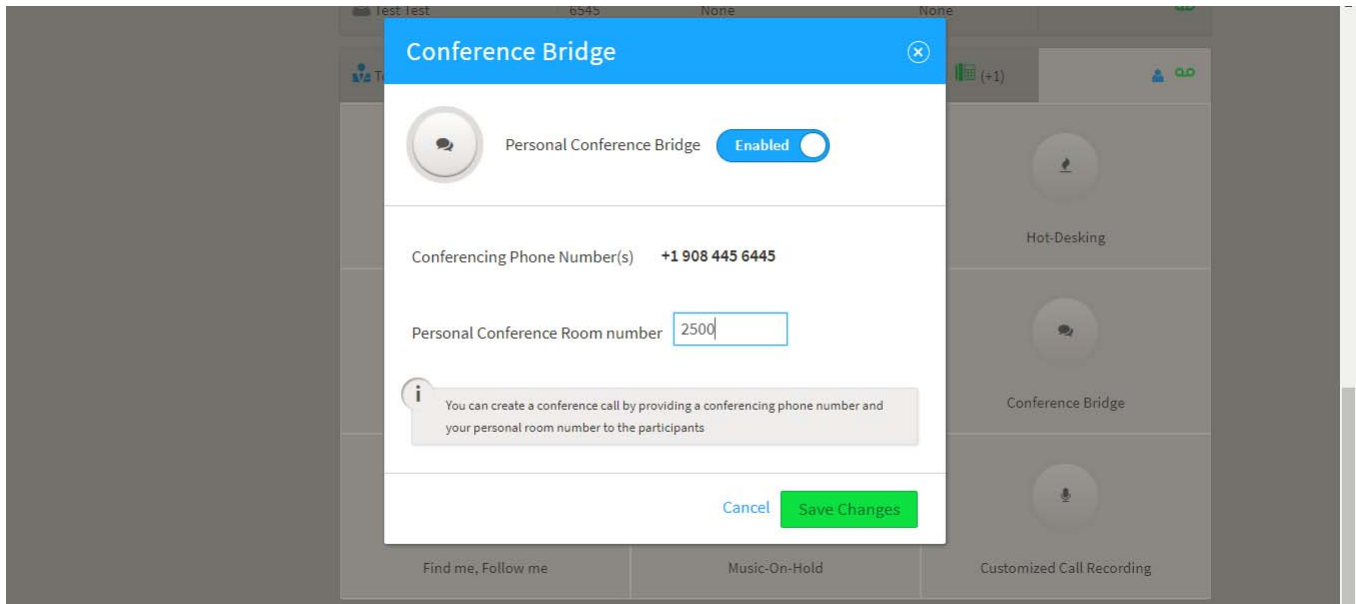 Test Test 6545 None None
Conference Bridge
(+1)
Personal Conference Bridge Enabled
Hot-Desking
Conferencing Phone Number(s) +1 908 445 6445
Personal Conference Room number 2500
i
You can create a conference call by providing a conferencing phone number and
your personal room number to the participants
Conference Bridge
Cancel Save Changes
Find me, Follow me Music-On-Hold Customized Call Recording